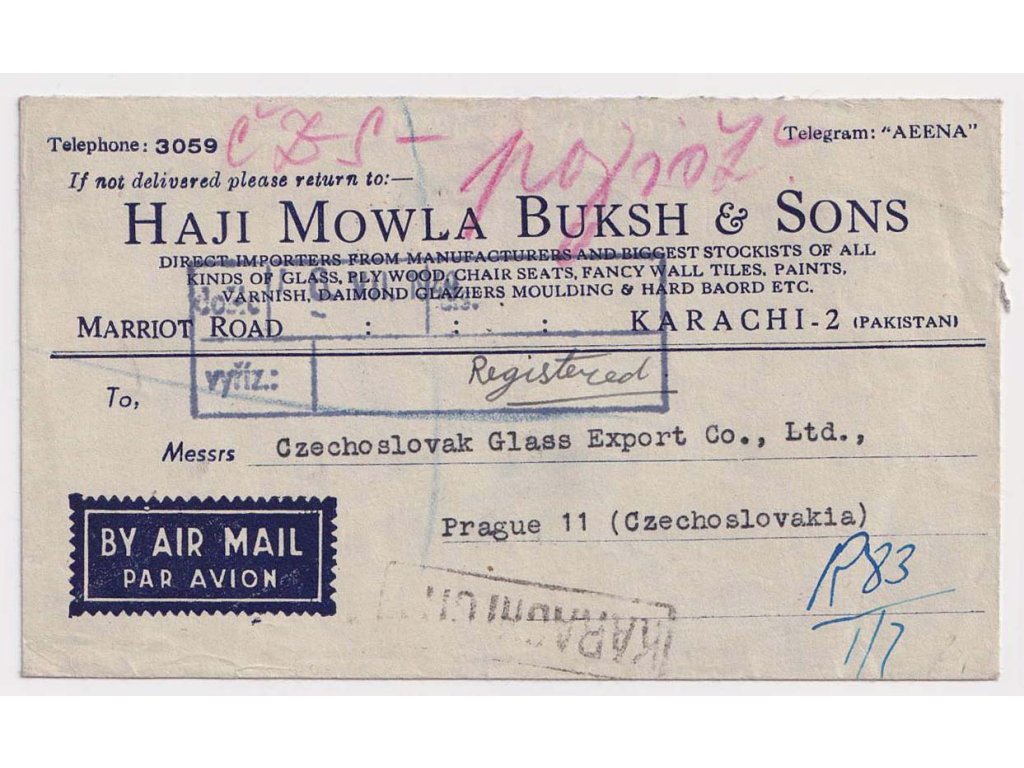 Telephone: 3059
Telegram: "AEENA"
If not delivered please return to:—
HAJI MOWLA BUKSH & SONS
DIRECT IMPORTERS FROM MANUFACTURERS AND BIGGEST STOCKISTS OF ALL
KINDS OF GLASS, PLY WOOD, CHAIR SEATS, FANCY WALL TILES, PAINTS,
VARNISH, DAIMOND GLAZIERS MOULDING & HARD BAORD ETC.
MARRIOT ROAD : : : KARACHI-2 (PAKISTAN)
vyříz.:
Registered
To,
Messrs Czechoslovak Glass Export Co., Ltd.,
Prague 11 (Czechoslovakia)
BY AIR MAIL
PAR AVION
R 83
1/7